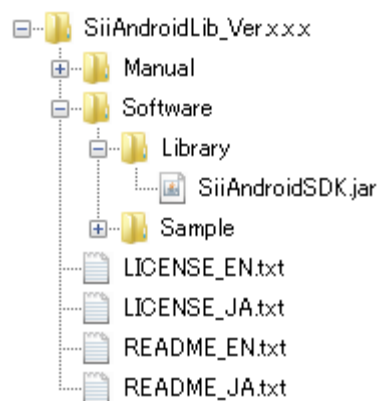 SiiAndroidLib_Ver.x.x.x
Manual
Software
Library
SiiAndroidSDK.jar
Sample
LICENSE_EN.txt
LICENSE_JA.txt
README_EN.txt
README_JA.txt